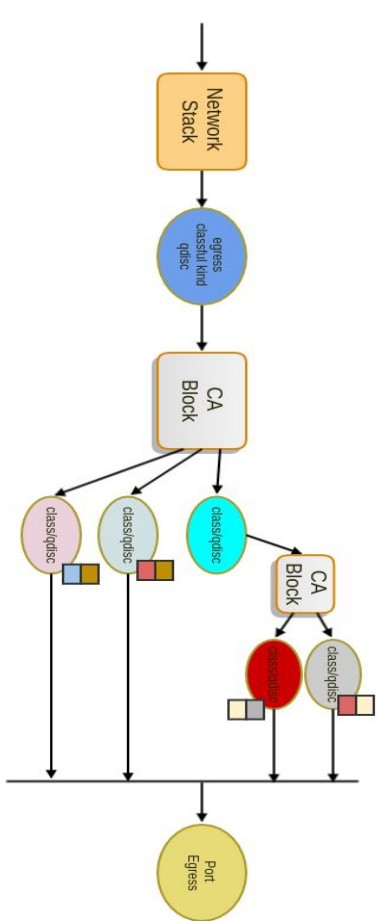 Network
Stack
egress
classful kind
qdisc
CA
Block
class/qdisc
class/qdisc
class/qdisc
CA
Block
class/qdisc
class/qdisc
Port
Egress